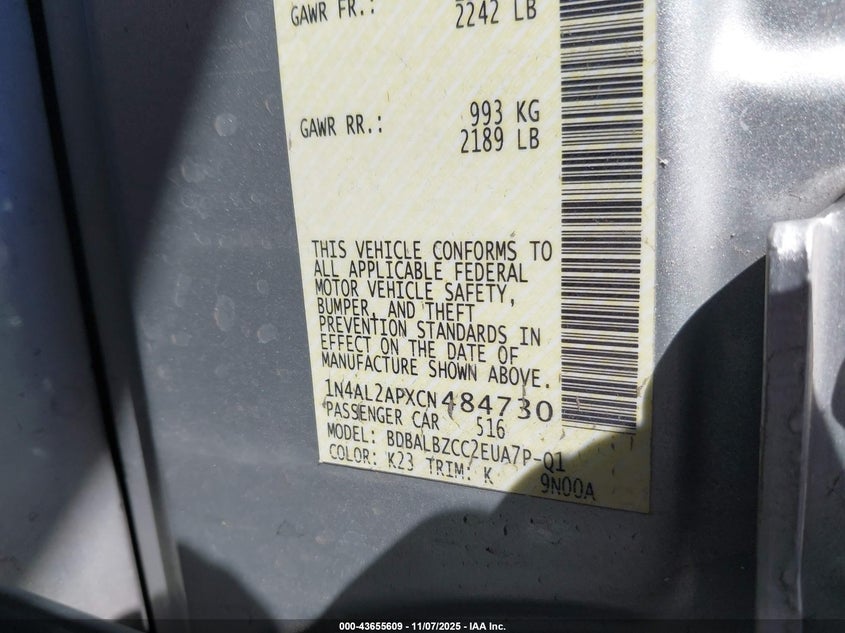 GAWR FR.:
2242 LB
GAWR RR.:
993 KG
2189 LB
THIS VEHICLE CONFORMS TO
ALL APPLICABLE FEDERAL
MOTOR VEHICLE SAFETY,
BUMPER, AND THEFT
PREVENTION STANDARDS IN
EFFECT ON THE DATE OF
MANUFACTURE SHOWN ABOVE.
1N4AL2APXCN484730
PASSENGER CAR 516
MODEL: BDBALBZCC2EUA7P-Q1
COLOR: K23 TRIM: K 9N00A
000-43655609 - 11/07/2025 - IAA Inc.